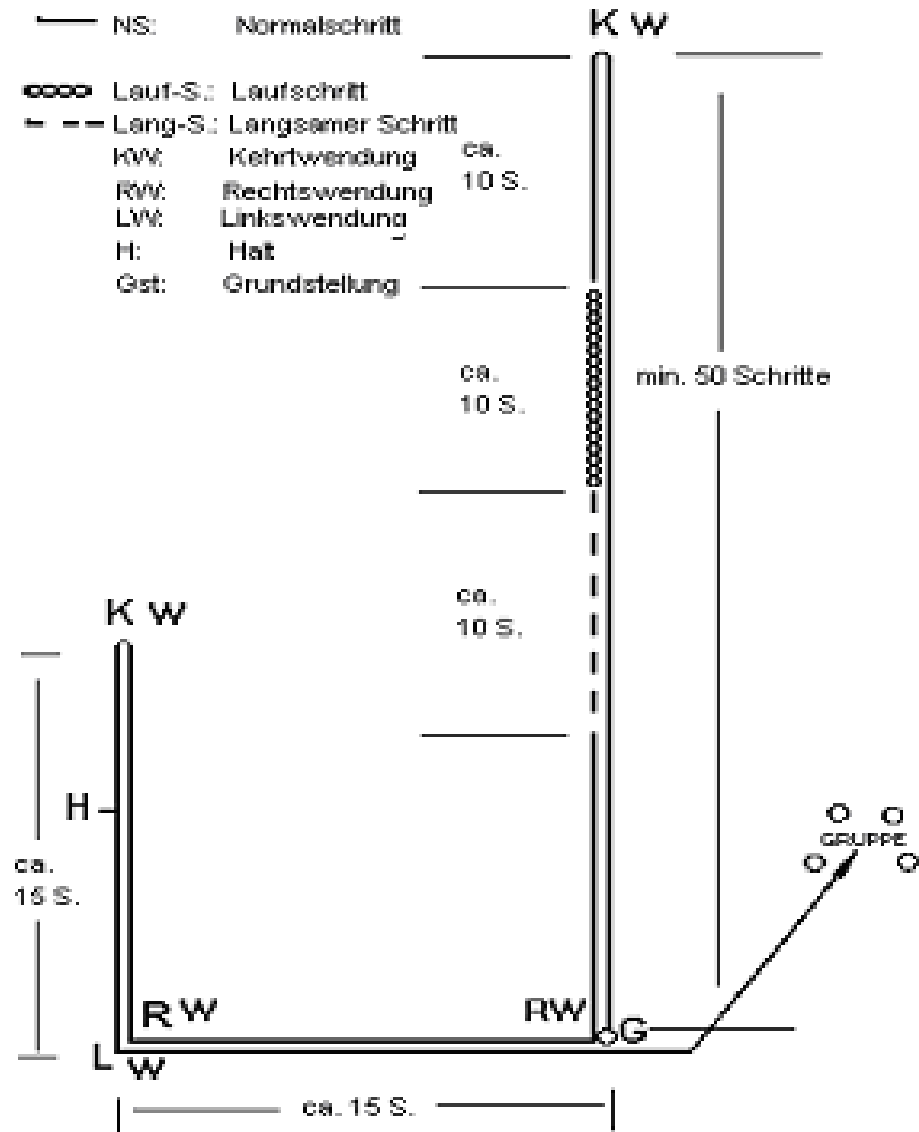 NS: Normalschritt
Lauf-S.: Laufschritt
Lang-S.: Langsamer Schritt
KW: Kehrtwendung
RW: Rechtswendung
LW: Linkswendung
H: Halt
Gst: Grundstellung
K W
ca.
10 S.
ca.
10 S.
min. 50 Schritte
ca.
10 S.
K W
H
ca.
15 S.
GRUPPE
R W
RW
G
L W
ca. 15 S.